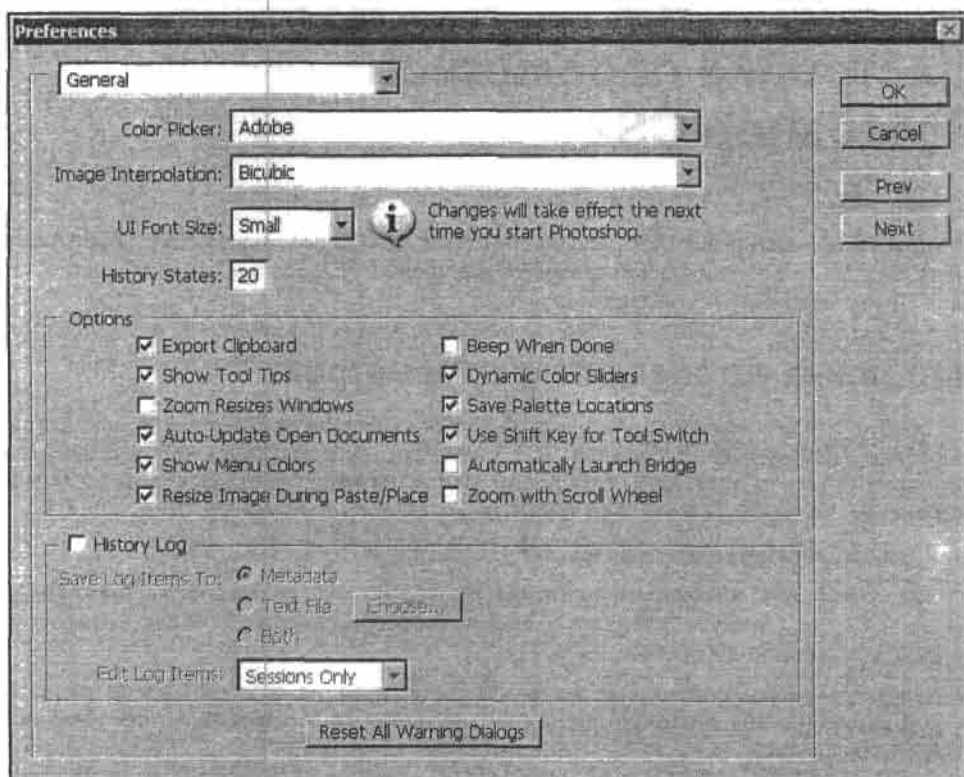 Preferences
General
OK
Color Picker: Adobe
Cancel
Image Interpolation: Bicubic
Prev
UI Font Size: Small
Changes will take effect the next
time you start Photoshop.
Next
History States: 20
Options
Export Clipboard
Beep When Done
Show Tool Tips
Dynamic Color Sliders
Zoom Resizes Windows
Save Palette Locations
Auto-Update Open Documents
Use Shift Key for Tool Switch
Show Menu Colors
Automatically Launch Bridge
Resize Image During Paste/Place
Zoom with Scroll Wheel
History Log
Save Log Items To: Metadata
Text File Choose...
Both
Edit Log Items: Sessions Only
Reset All Warning Dialogs